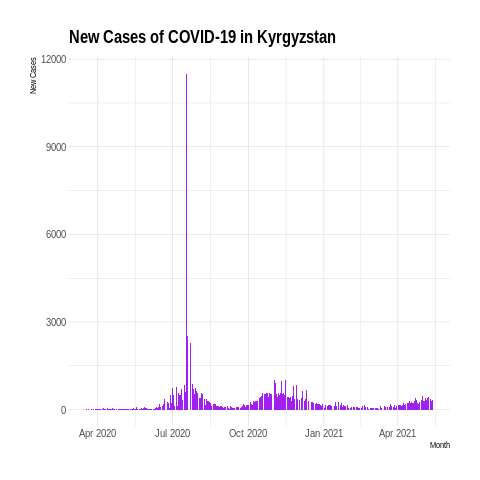 New Cases of COVID-19 in Kyrgyzstan
New Cases
12000
9000
6000
3000
0
Apr 2020 Jul 2020 Oct 2020 Jan 2021 Apr 2021
Month